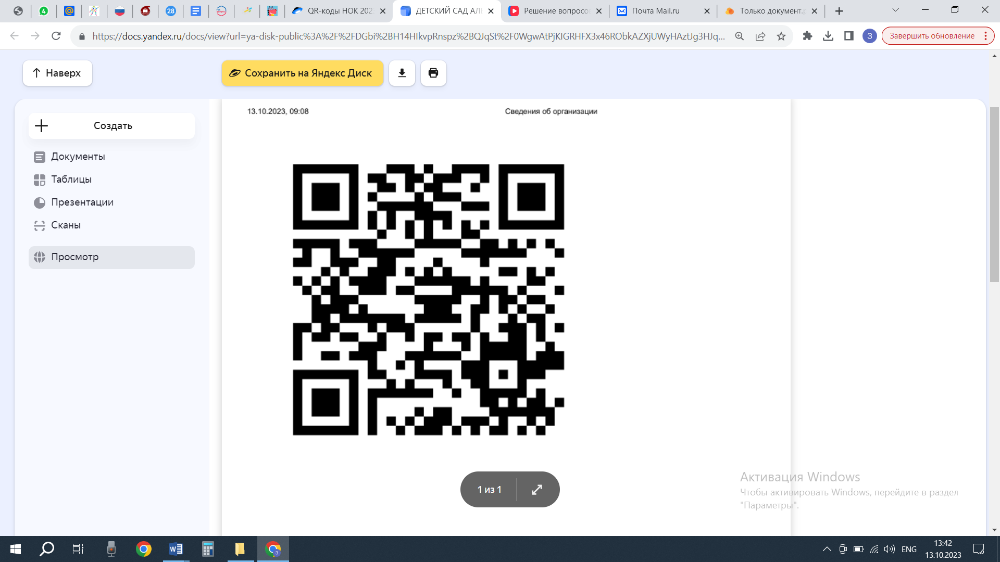 28
QR-коды НОК 202
ДЕТСКИЙ САД АЛ
Решение вопросо
Почта Mail.ru
Только документ.p
https://docs.yandex.ru/docs/view?url=ya-disk-public%3A%2F%2FDGbi%2BH14HIkvpRnspz%2BQJqSt%2F0WgwAtPjKIGRHFX3x46RObkAZXjUWyHAztJg3HJq...
З
Завершить обновление
Наверх
Сохранить на Яндекс Диск
13.10.2023, 09:08
Сведения об организации
Создать
Документы
Таблицы
Презентации
Сканы
Просмотр
1 из 1
Активация Windows
Чтобы активировать Windows, перейдите в раздел
"Параметры".
ENG
13:42
13.10.2023